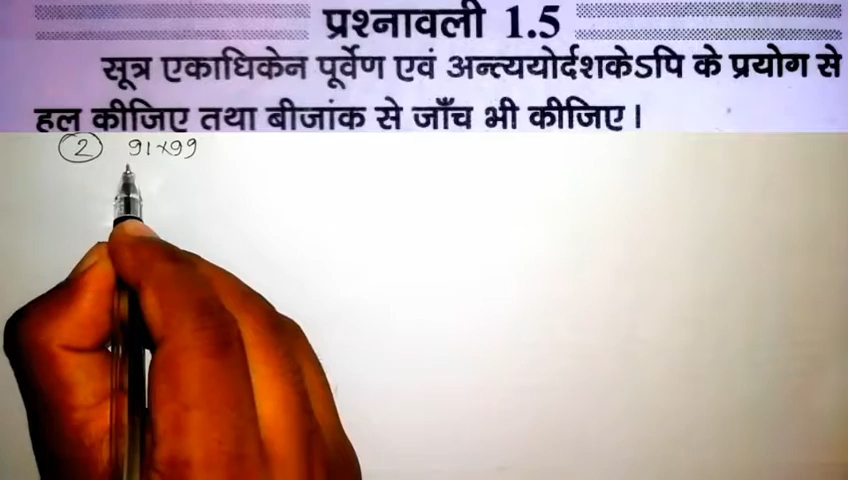 प्रश्नावली 1.5
सूत्र एकाधिकेन पूर्वेण एवं अन्त्ययोर्दशकेऽपि के प्रयोग से
हल कीजिए तथा बीजांक से जाँच भी कीजिए।
2 91×99